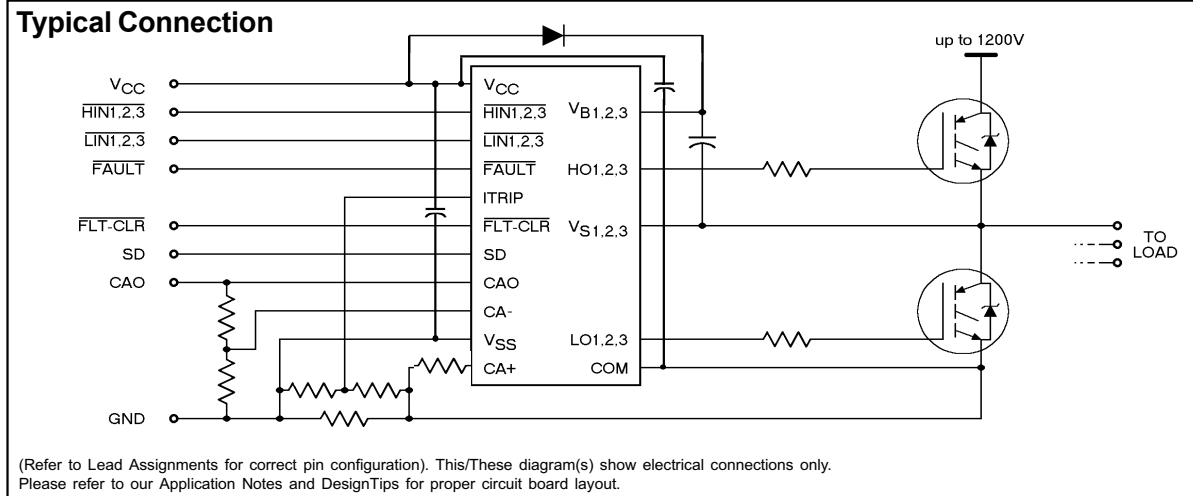 Typical Connection
up to 1200V
VCC
HIN1,2,3
LIN1,2,3
FAULT
FLT-CLR
SD
CAO
GND
VCC
HIN1,2,3
LIN1,2,3
FAULT
ITRIP
FLT-CLR
SD
CAO
CA-
VSS
CA+
VB1,2,3
HO1,2,3
VS1,2,3
LO1,2,3
COM
TO
LOAD
(Refer to Lead Assignments for correct pin configuration). This/These diagram(s) show electrical connections only.
Please refer to our Application Notes and DesignTips for proper circuit board layout.